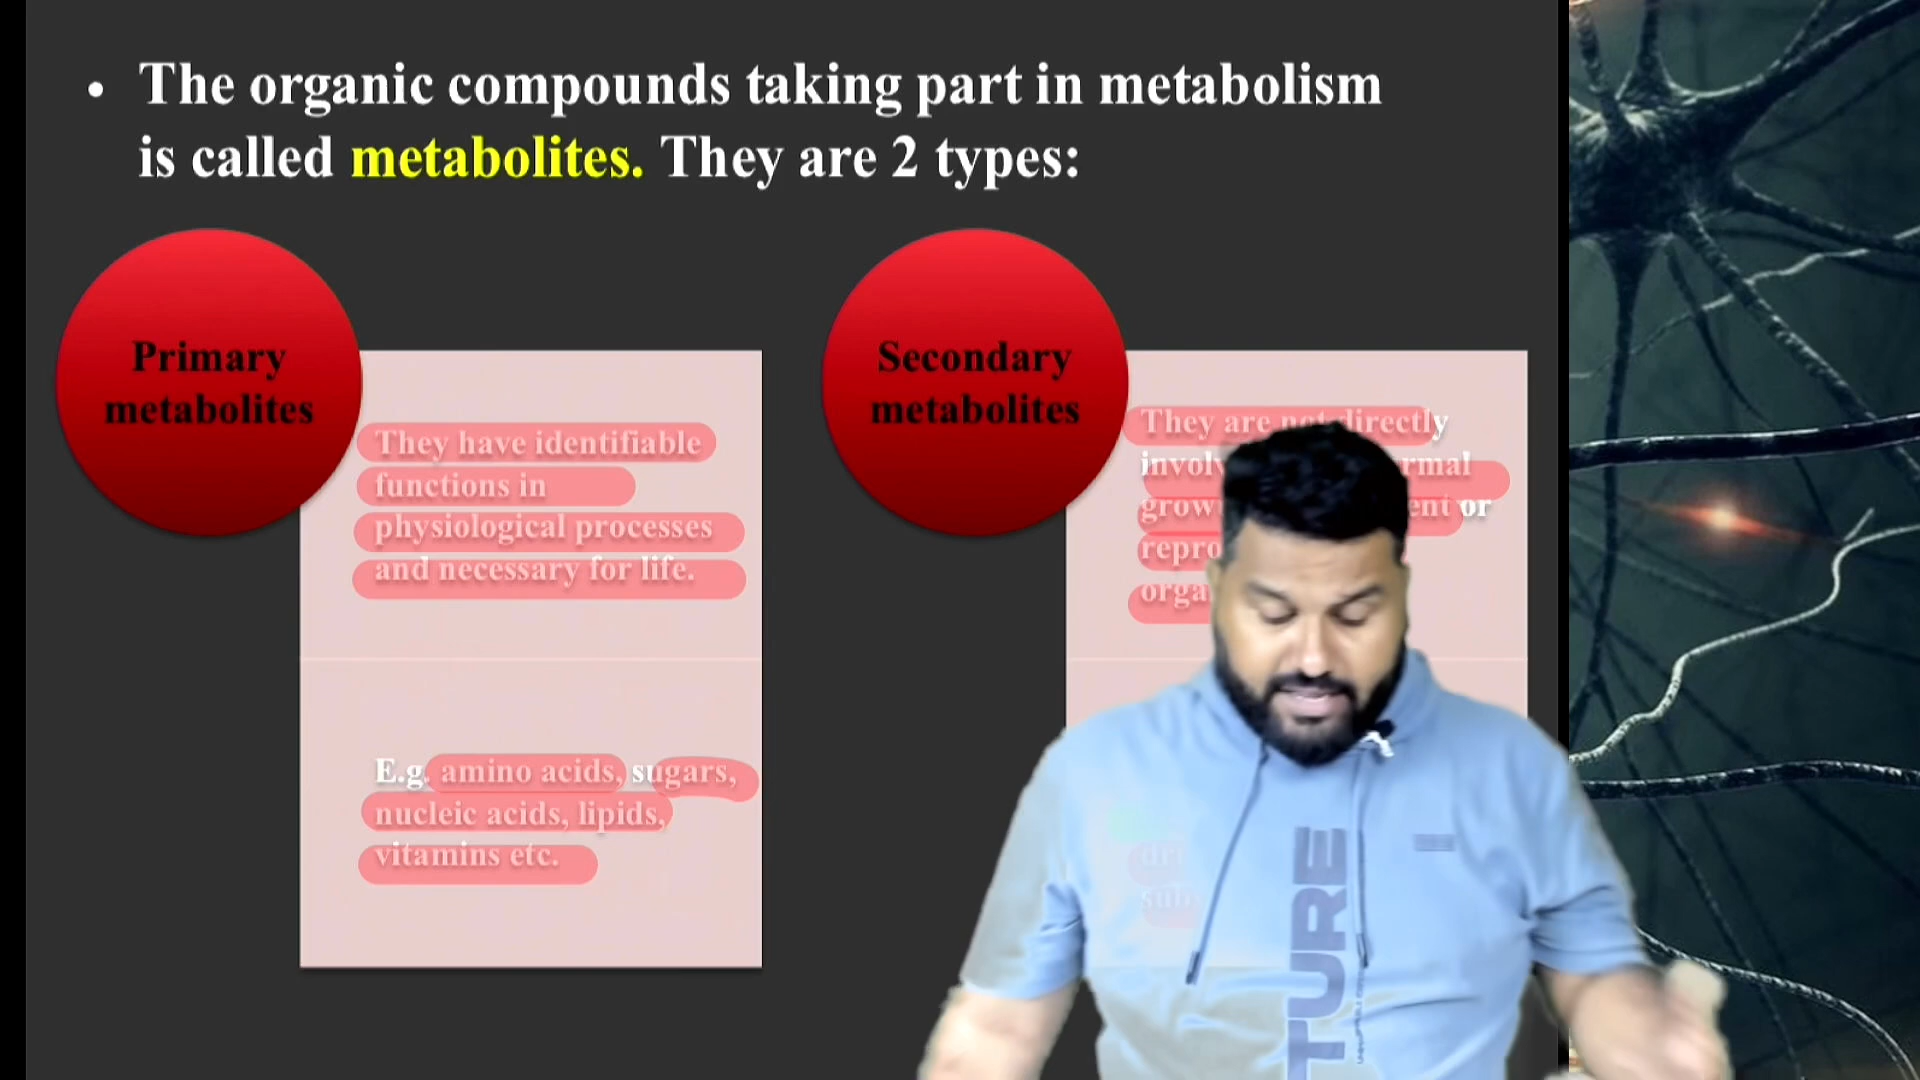 • The organic compounds taking part in metabolism
is called metabolites. They are 2 types:
Primary
metabolites
They have identifiable
functions in
physiological processes
and necessary for life.
E.g. amino acids, sugars,
nucleic acids, lipids,
vitamins etc.
Secondary
metabolites
They are not directly
or
TURE